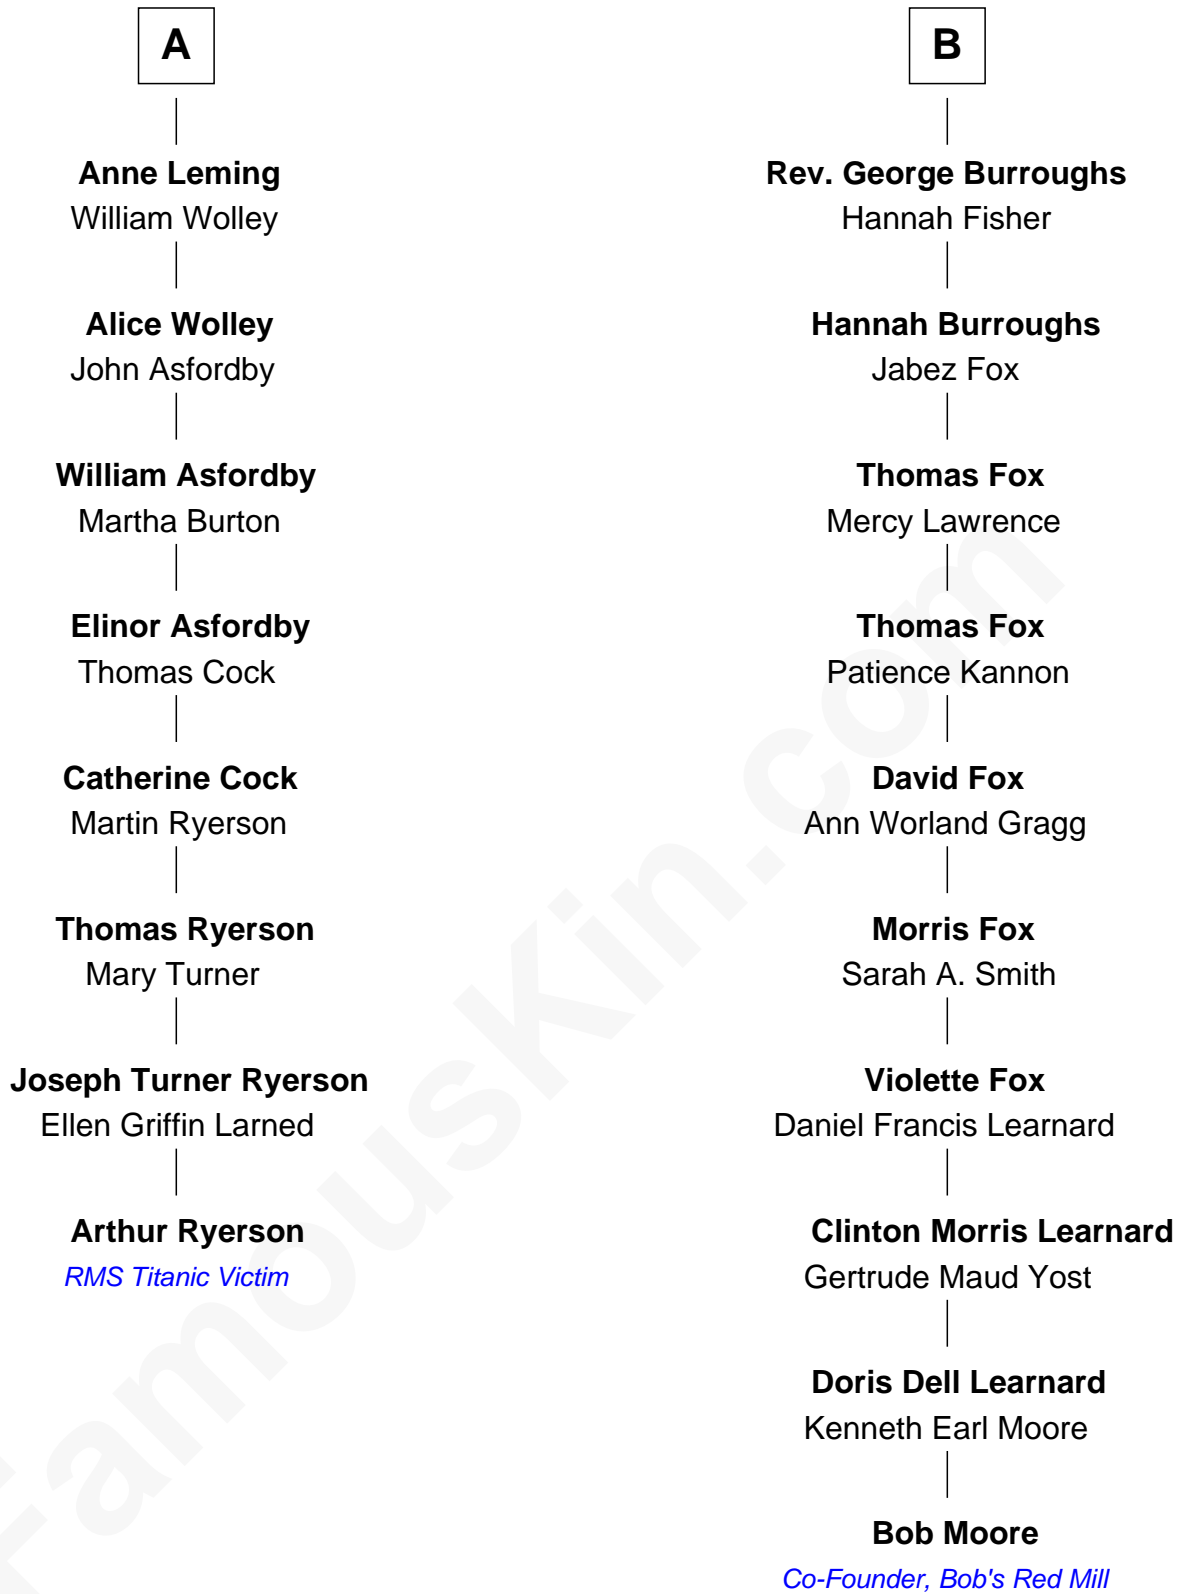 A
Anne Leming
William Wolley
Alice Wolley
John Asfordby
William Asfordby
Martha Burton
Elinor Asfordby
Thomas Cock
Catherine Cock
Martin Ryerson
Thomas Ryerson
Mary Turner
Joseph Turner Ryerson
Ellen Griffin Larned
Arthur Ryerson
RMS Titanic Victim
B
Rev. George Burroughs
Hannah Fisher
Hannah Burroughs
Jabez Fox
Thomas Fox
Mercy Lawrence
Thomas Fox
Patience Kannon
David Fox
Ann Worland Gragg
Morris Fox
Sarah A. Smith
Violette Fox
Daniel Francis Learnard
Clinton Morris Learnard
Gertrude Maud Yost
Doris Dell Learnard
Kenneth Earl Moore
Bob Moore
Co-Founder, Bob's Red Mill
FamousKin.com